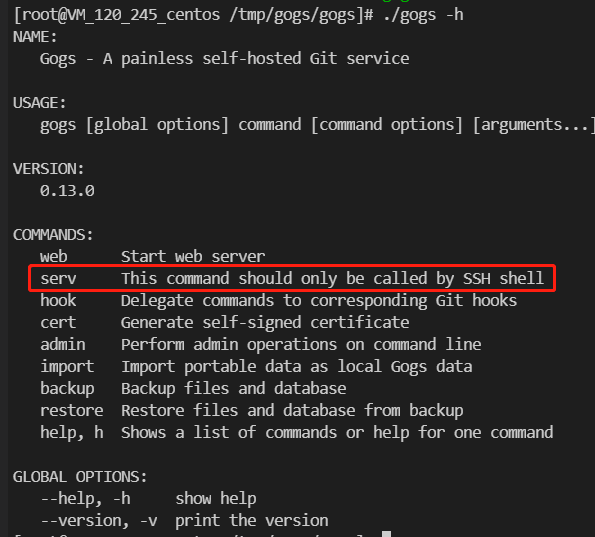 [root@VM_120_245_centos /tmp/gogs/gogs]# ./gogs -h
NAME:
   Gogs - A painless self-hosted Git service

USAGE:
   gogs [global options] command [command options] [arguments...]

VERSION:
   0.13.0

COMMANDS:
   web      Start web server
   serv     This command should only be called by SSH shell
   hook     Delegate commands to corresponding Git hooks
   cert     Generate self-signed certificate
   admin    Perform admin operations on command line
   import   Import portable data as local Gogs data
   backup   Backup files and database
   restore  Restore files and database from backup
   help, h  Shows a list of commands or help for one command

GLOBAL OPTIONS:
   --help, -h     show help
   --version, -v  print the version